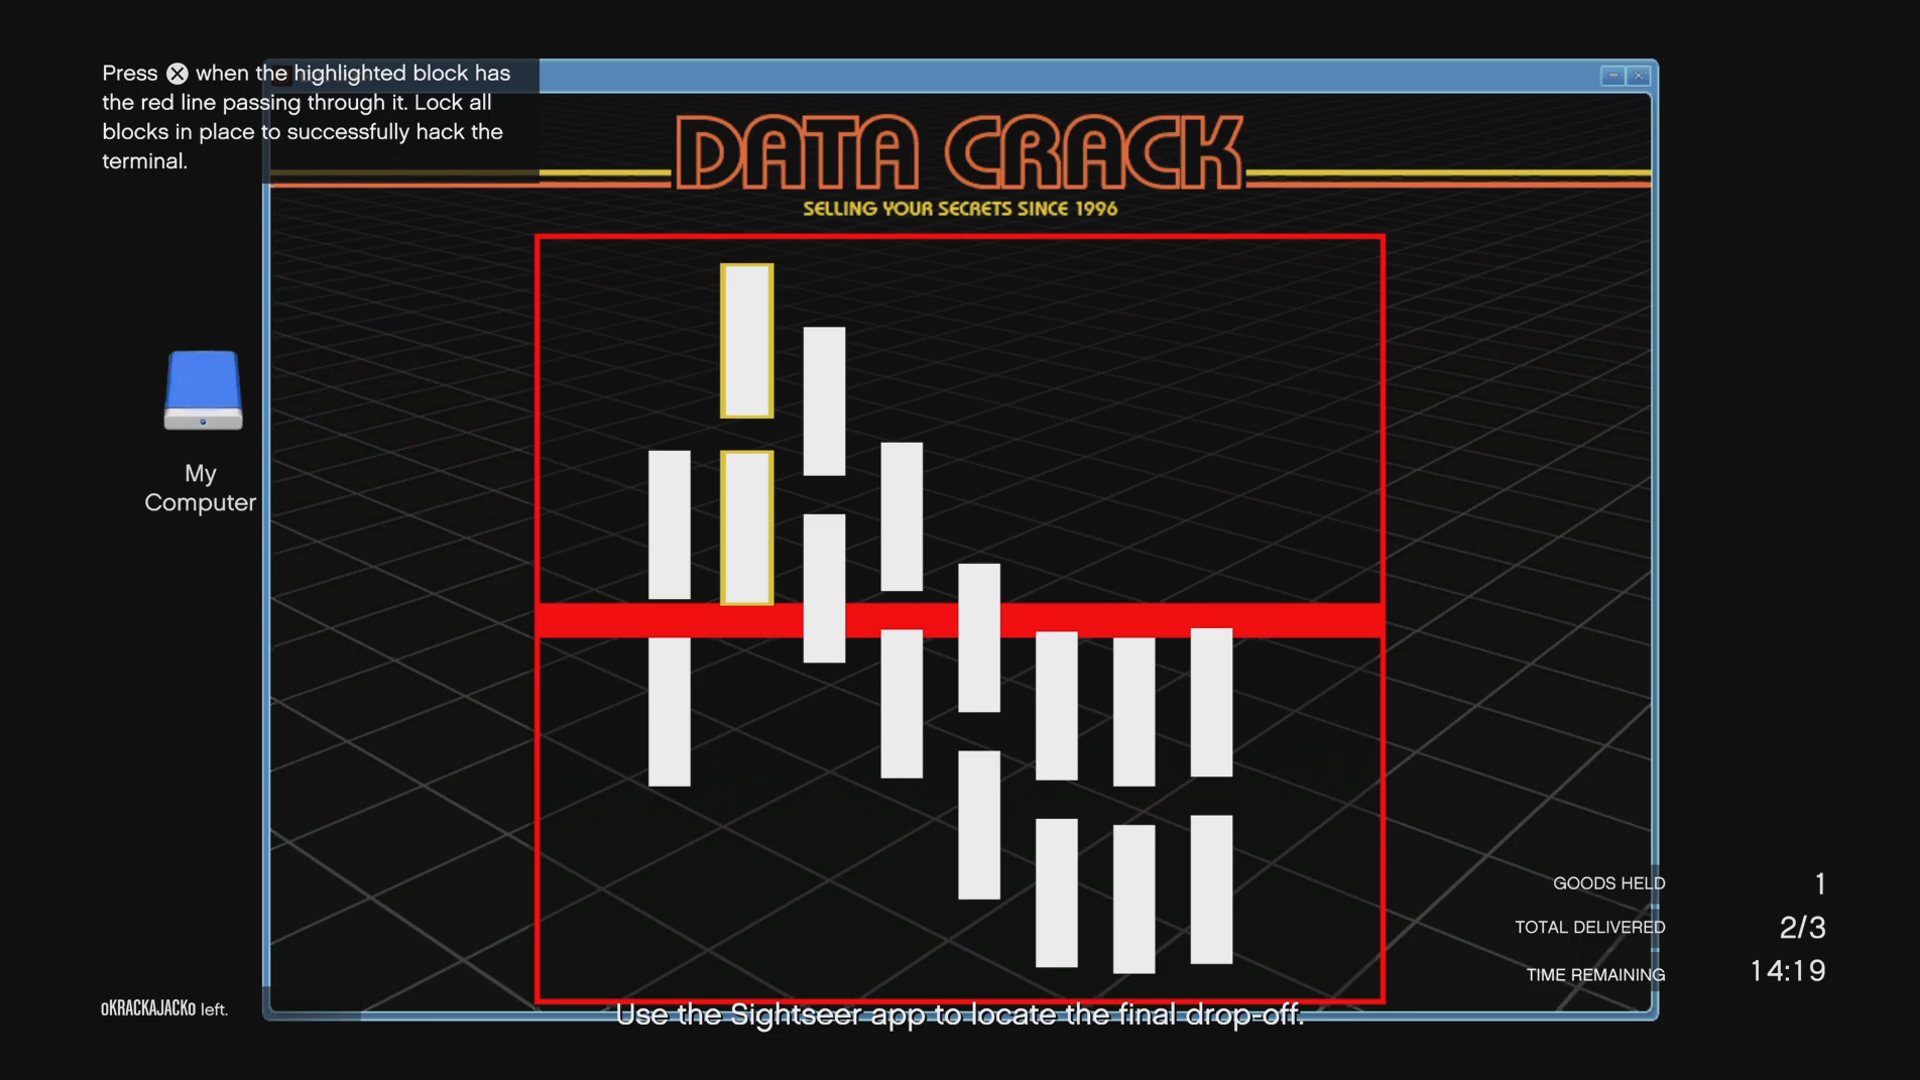 Press ⓧ when the highlighted block has
the red line passing through it. Lock all
blocks in place to successfully hack the
terminal.
DATA CRACK
SELLING YOUR SECRETS SINCE 1996
My
Computer
GOODS HELD 1
TOTAL DELIVERED 2/3
TIME REMAINING 14:19
oKRACKAJACKo left.
Use the Sightseer app to locate the final drop-off.